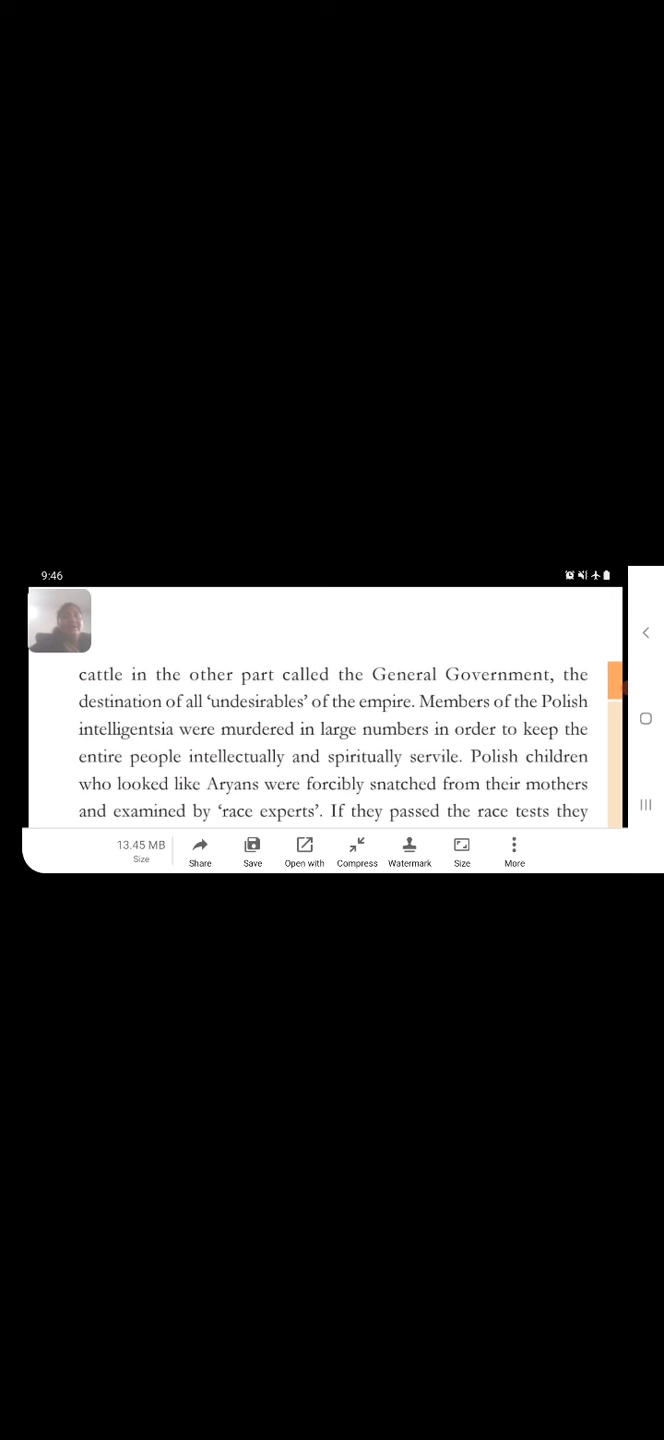 9:46
cattle in the other part called the General Government, the
destination of all ‘undesirables’ of the empire. Members of the Polish
intelligentsia were murdered in large numbers in order to keep the
entire people intellectually and spiritually servile. Polish children
who looked like Aryans were forcibly snatched from their mothers
and examined by ‘race experts’. If they passed the race tests they
13.45 MB
Size
Share
Save
Open with
Compress
Watermark
Size
More